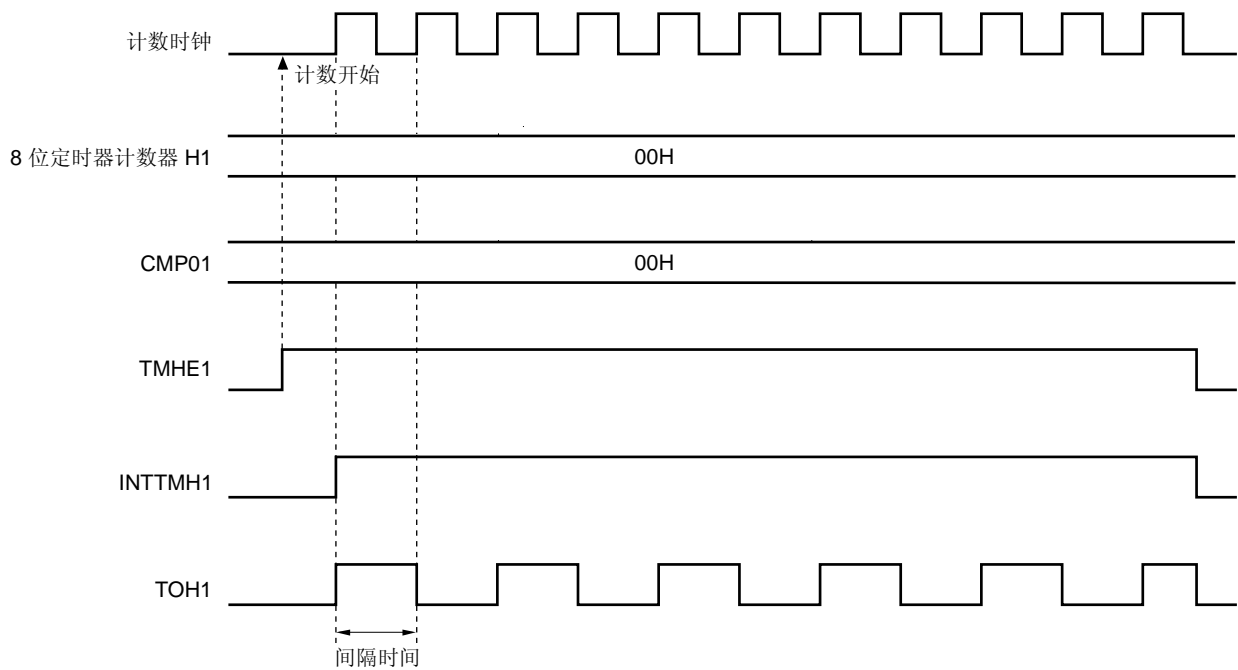 计数时钟
计数开始
8 位定时器计数器 H1
00H
CMP01
00H
TMHE1
INTTMH1
TOH1
间隔时间